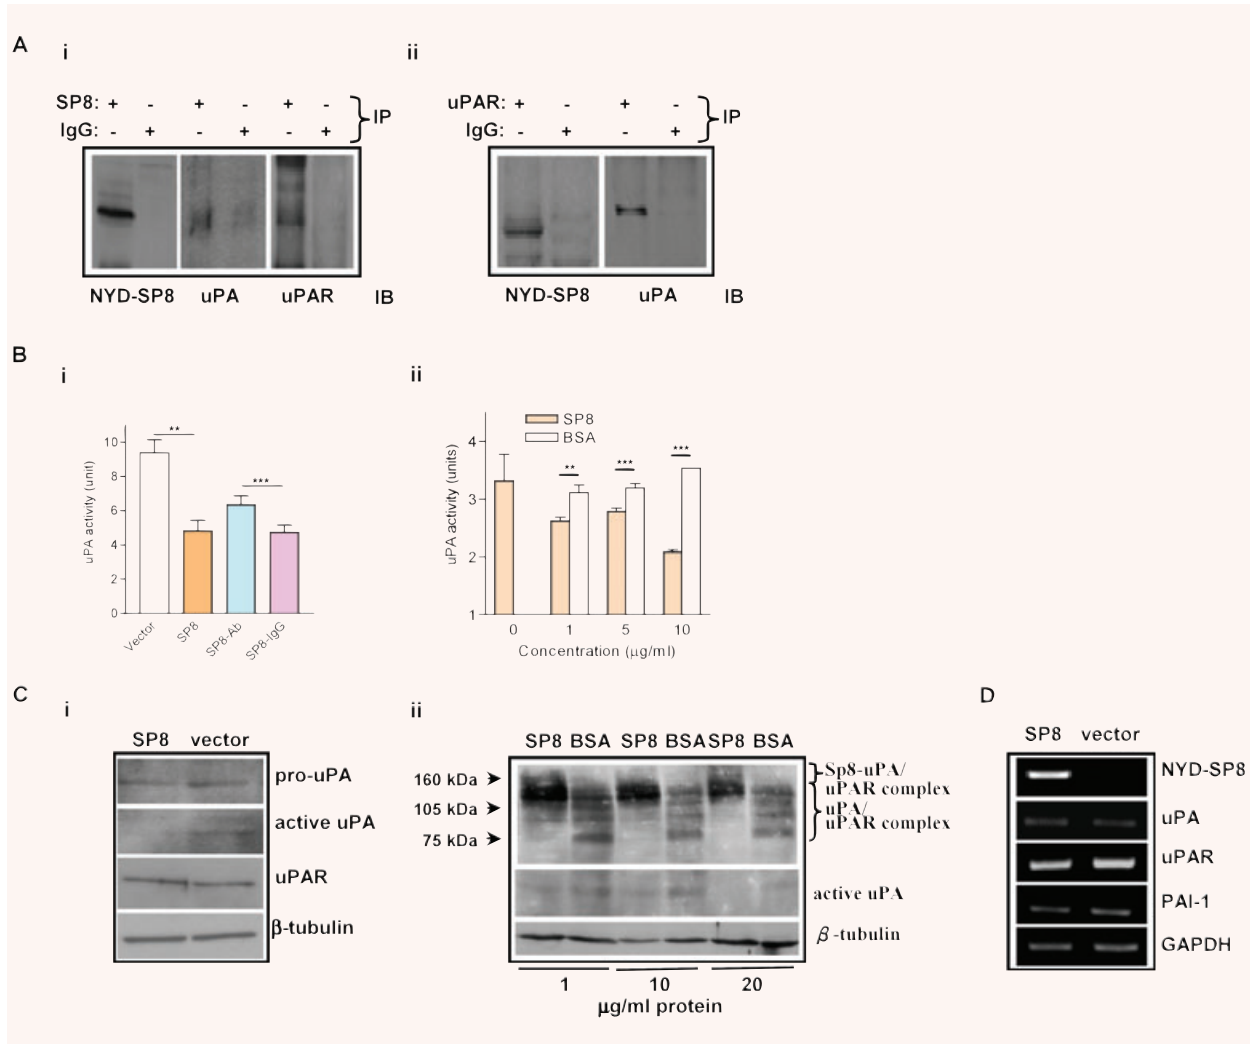 A
i
ii
SP8: + - + - + -
IgG: - + - + - +
IP
uPAR: + - + -
IgG: - + - +
IP
NYD-SP8 uPA uPAR IB
NYD-SP8 uPA IB
B
i
ii
uPA activity (unit)
10
8
6
4
2
0
**
***
Vector SP8 SP8-Ab SP8-IgG
SP8
BSA
uPA activity (units)
4
3
2
1
**
***
***
0 1 5 10
Concentration (μg/ml)
C
i
ii
SP8 vector
pro-uPA
active uPA
uPAR
β-tubulin
SP8 BSA SP8 BSA SP8 BSA
160 kDa
105 kDa
75 kDa
Sp8-uPA/
uPAR complex
uPA/
uPAR complex
active uPA
β-tubulin
1 10 20
μg/ml protein
D
SP8 vector
NYD-SP8
uPA
uPAR
PAI-1
GAPDH